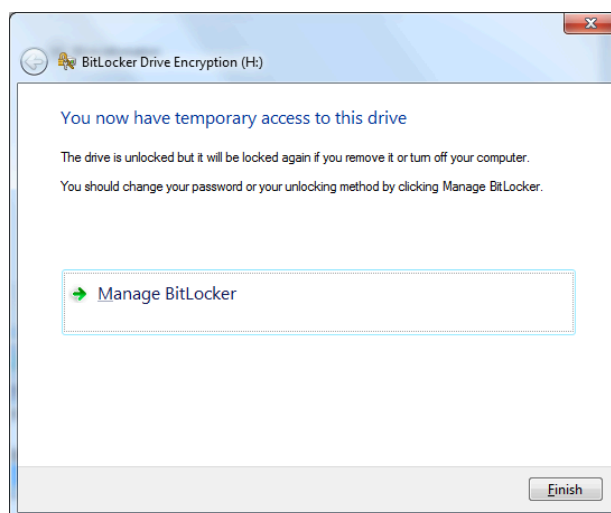 BitLocker Drive Encryption (H:)
You now have temporary access to this drive
The drive is unlocked but it will be locked again if you remove it or turn off your computer.
You should change your password or your unlocking method by clicking Manage BitLocker.
Manage BitLocker
Finish